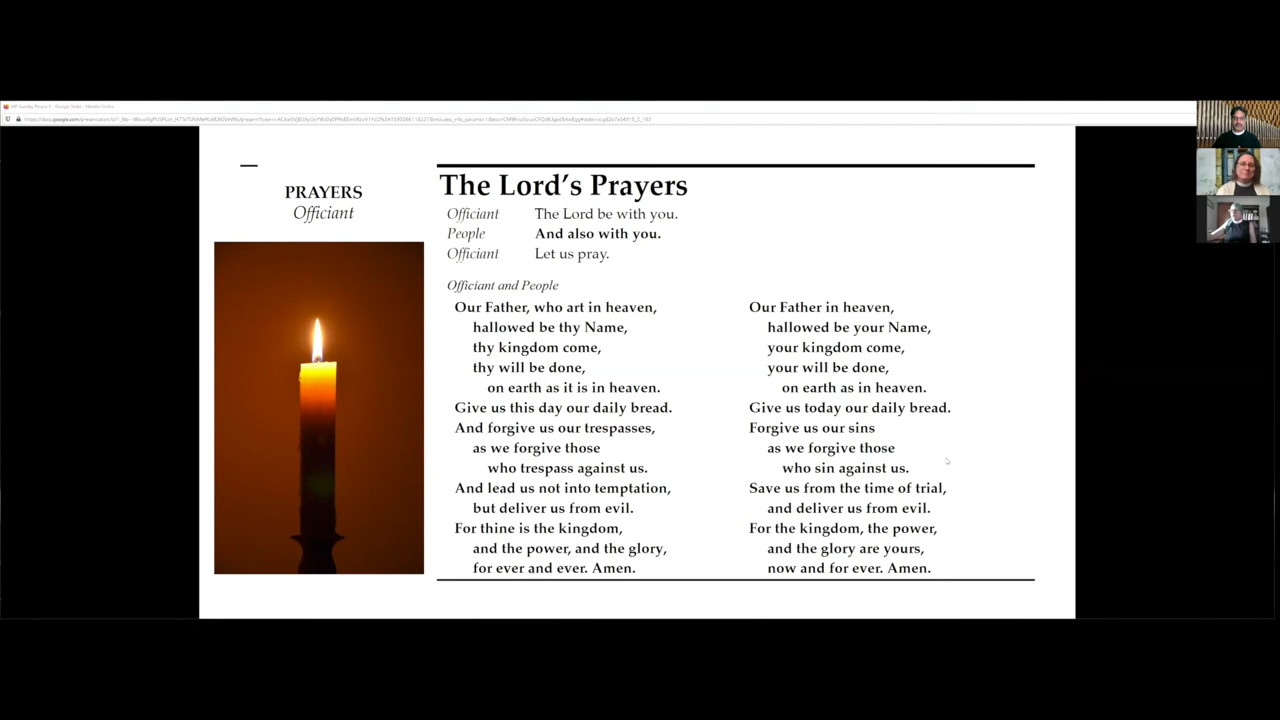 MP Sunday Prayer II - Google Slides - Mozilla Firefox
PRAYERS
Officiant
The Lord's Prayers
Officiant The Lord be with you.
People And also with you.
Officiant Let us pray.
Officiant and People
Our Father, who art in heaven,
hallowed be thy Name,
thy kingdom come,
thy will be done,
on earth as it is in heaven.
Give us this day our daily bread.
And forgive us our trespasses,
as we forgive those
who trespass against us.
And lead us not into temptation,
but deliver us from evil.
For thine is the kingdom,
and the power, and the glory,
for ever and ever. Amen.
Our Father in heaven,
hallowed be your Name,
your kingdom come,
your will be done,
on earth as in heaven.
Give us today our daily bread.
Forgive us our sins
as we forgive those
who sin against us.
Save us from the time of trial,
and deliver us from evil.
For the kingdom, the power,
and the glory are yours,
now and for ever. Amen.